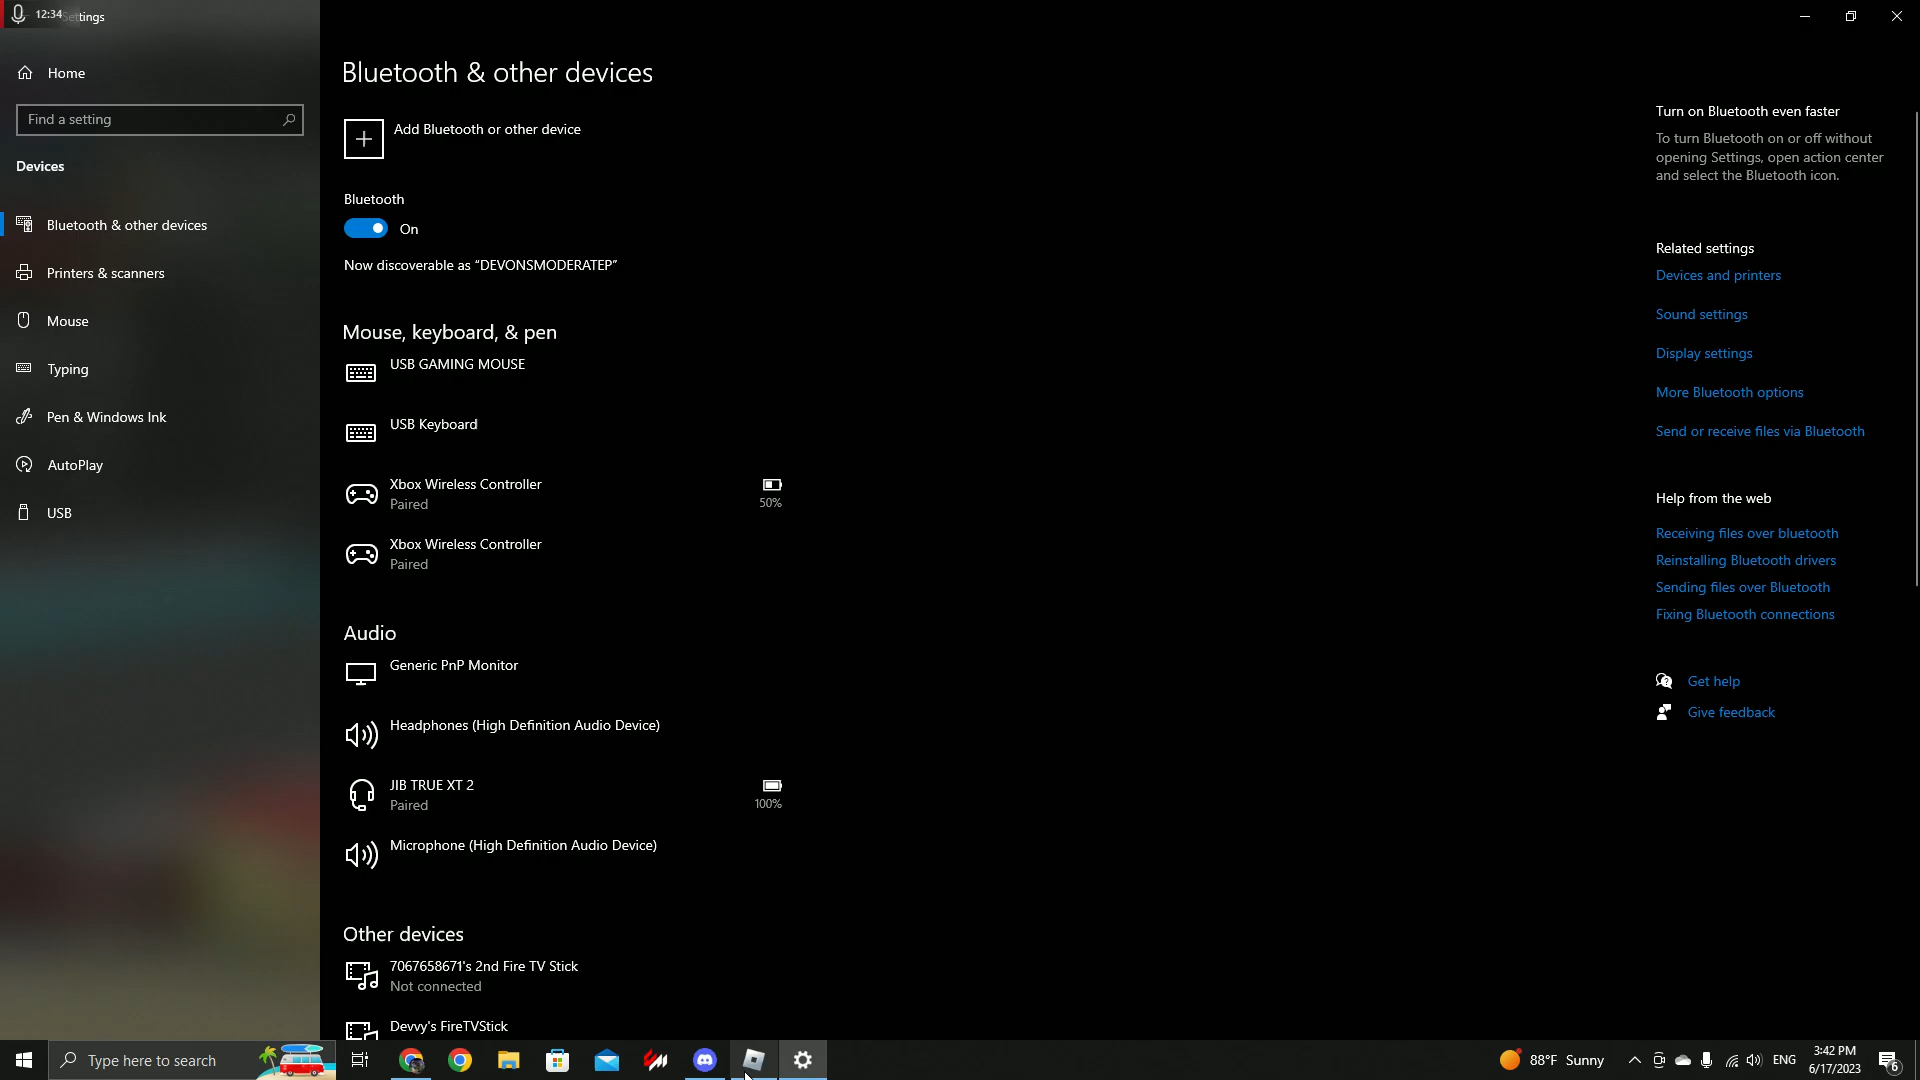 12:34
Settings
Home
Find a setting
Devices
Bluetooth & other devices
Printers & scanners
Mouse
Typing
Pen & Windows Ink
AutoPlay
USB
Bluetooth & other devices
Add Bluetooth or other device
Bluetooth
On
Now discoverable as “DEVONSMODERATEP”
Mouse, keyboard, & pen
USB GAMING MOUSE
USB Keyboard
Xbox Wireless Controller
Paired
50%
Xbox Wireless Controller
Paired
Audio
Generic PnP Monitor
Headphones (High Definition Audio Device)
JIB TRUE XT 2
Paired
100%
Microphone (High Definition Audio Device)
Other devices
7067658671's 2nd Fire TV Stick
Not connected
Devvy's FireTVStick
Turn on Bluetooth even faster
To turn Bluetooth on or off without
opening Settings, open action center
and select the Bluetooth icon.
Related settings
Devices and printers
Sound settings
Display settings
More Bluetooth options
Send or receive files via Bluetooth
Help from the web
Receiving files over bluetooth
Reinstalling Bluetooth drivers
Sending files over Bluetooth
Fixing Bluetooth connections
Get help
Give feedback
Type here to search
88°F Sunny
ENG
3:42 PM
6/17/2023
6